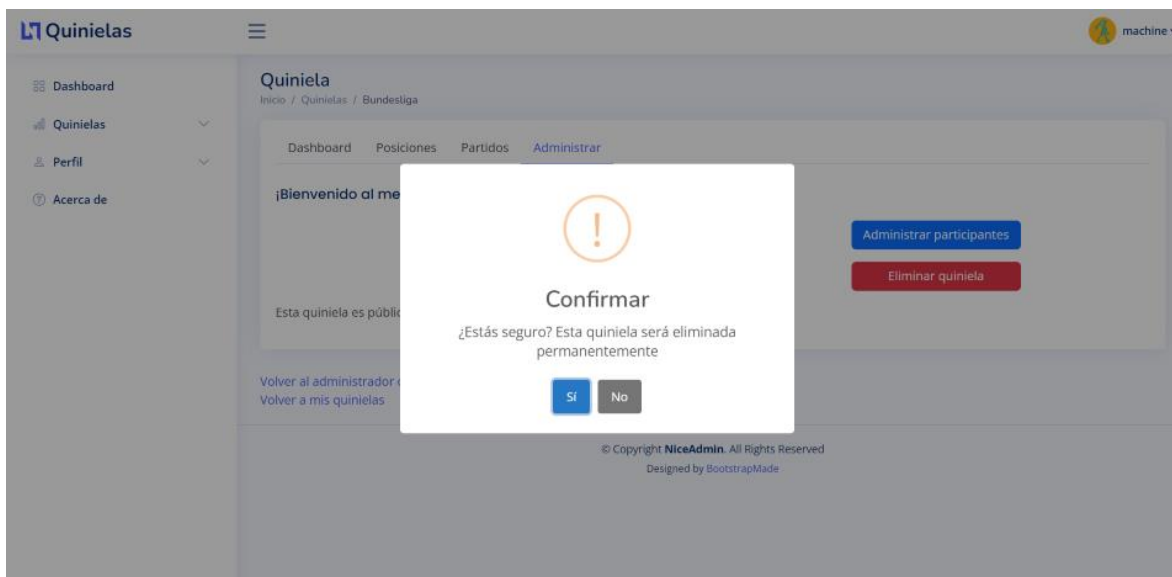 Quinielas
machine
Dashboard
Quinielas
Perfil
Acerca de
Quiniela
Inicio / Quinielas / Bundesliga
Dashboard Posiciones Partidos Administrar
¡Bienvenido al me
Administrar participantes
Eliminar quiniela
Esta quiniela es públic
Confirmar
¿Estás seguro? Esta quiniela será eliminada
permanentemente
Sí No
Volver al administrador
Volver a mis quinielas
© Copyright NiceAdmin. All Rights Reserved
Designed by BootstrapMade